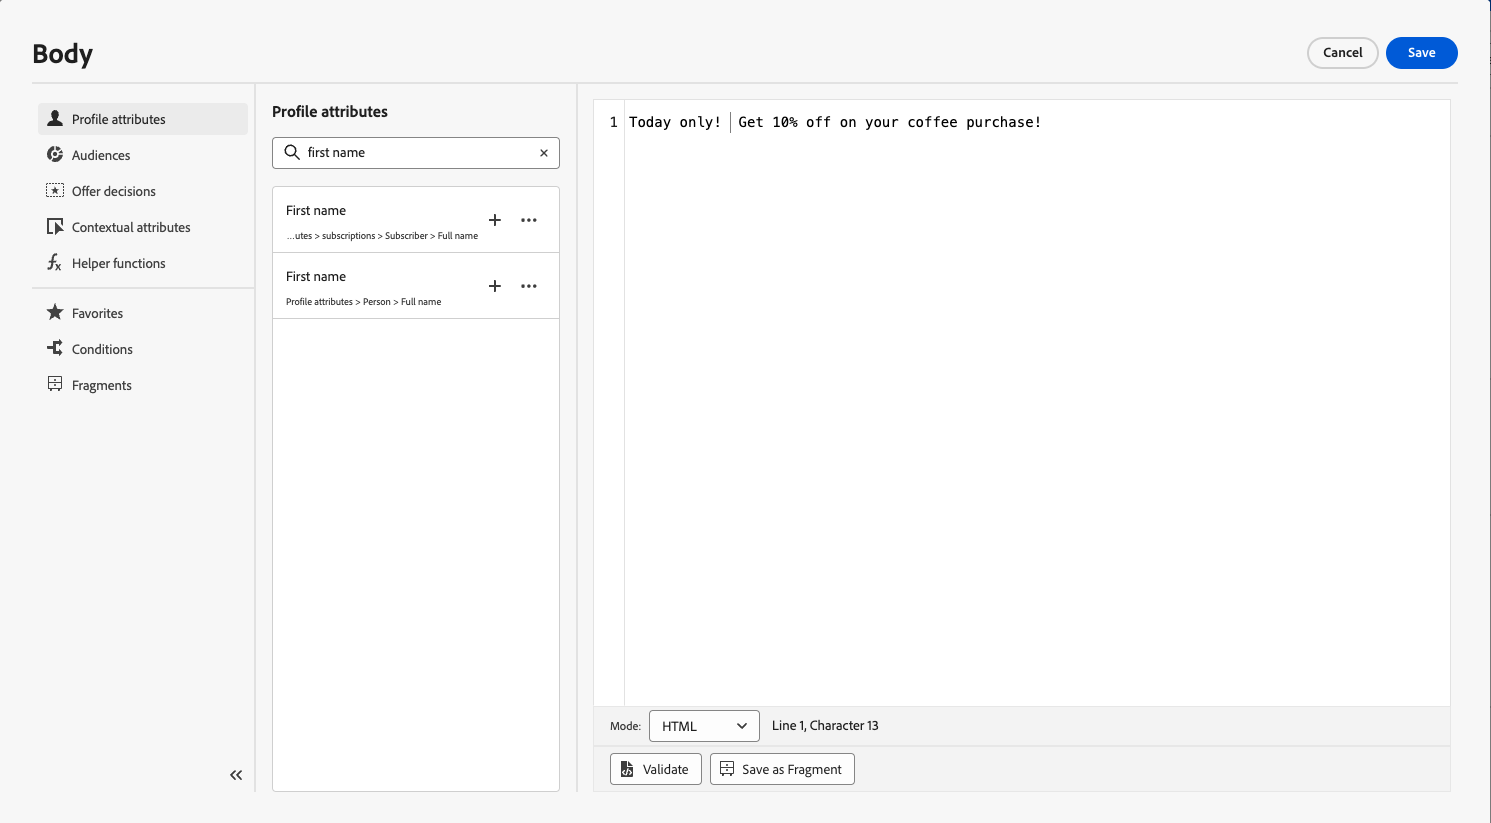 Body
Cancel
Save
Profile attributes
Audiences
Offer decisions
Contextual attributes
Helper functions
Favorites
Conditions
Fragments
Profile attributes
first name
First name
...utes > subscriptions > Subscriber > Full name
First name
Profile attributes > Person > Full name
1 Today only! Get 10% off on your coffee purchase!
Mode: HTML Line 1, Character 13
Validate Save as Fragment